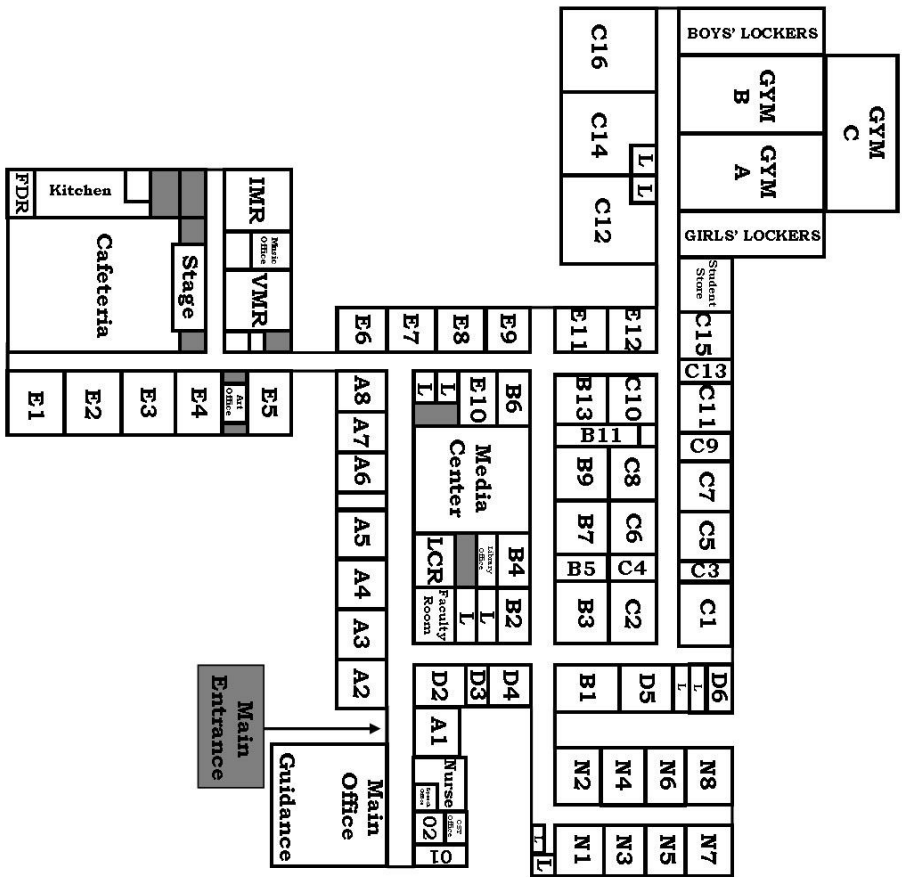 BOYS' LOCKERS
GYM
B
GYM
A
GYM
C
GIRLS' LOCKERS
C16
C14
L
L
C12
FDR
Kitchen
Cafeteria
Stage
IMR
Music
Office
VMR
Student
Store
C15
C13
C11
C9
C7
C5
C3
C1
E6
E7
E8
E9
E11
E12
E1
E2
E3
E4
Art
Office
E5
A8
A7
A6
A5
A4
A3
A2
L
L
E10
B6
Media
Center
LCR
Library
Office
B4
Faculty
Room
L
L
B2
B13
C10
B11
B9
C8
B7
C6
B5
C4
B3
C2
D2
D3
D4
B1
D5
L
L
D6
A1
Main
Entrance
Guidance
Main
Office
Nurse
CST
Office
02
01
N2
N4
N6
N8
L
L
N1
N3
N5
N7